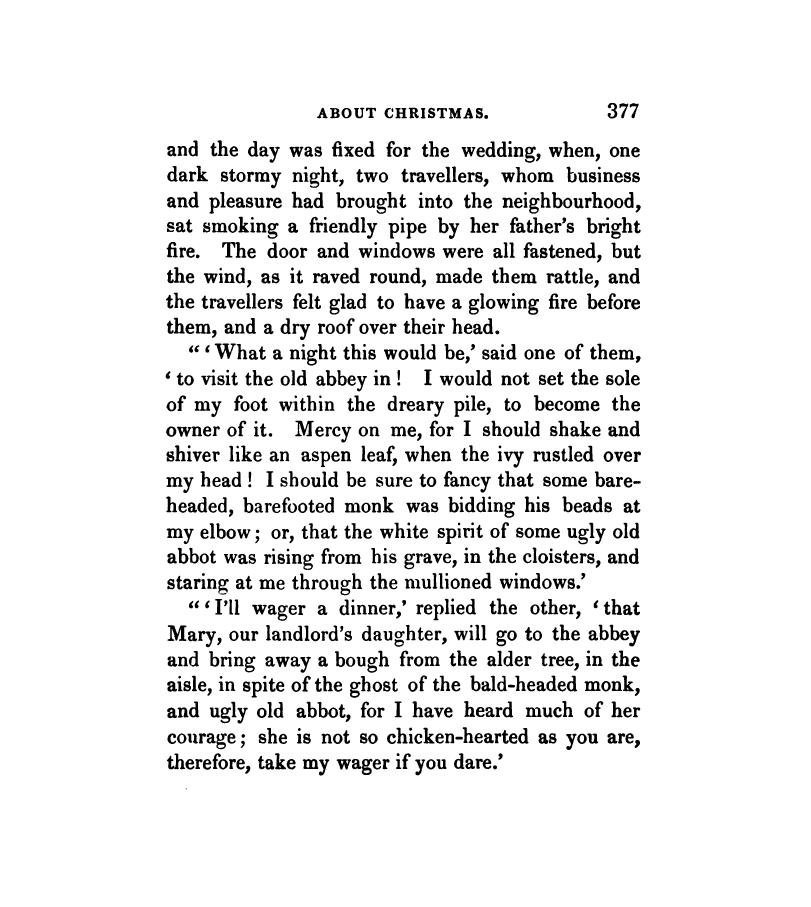 ABOUT CHRISTMAS. 377
and the day was fixed for the wedding, when, one
dark stormy night, two travellers, whom business
and pleasure had brought into the neighbourhood,
sat smoking a friendly pipe by her father's bright
fire. The door and windows were all fastened, but
the wind, as it raved round, made them rattle, and
the travellers felt glad to have a glowing fire before
them, and a dry roof over their head.
" 'What a night this would be,' said one of them,
'to visit the old abbey in! I would not set the sole
of my foot within the dreary pile, to become the
owner of it. Mercy on me, for I should shake and
shiver like an aspen leaf, when the ivy rustled over
my head! I should be sure to fancy that some bare-
headed, barefooted monk was bidding his beads at
my elbow; or, that the white spirit of some ugly old
abbot was rising from his grave, in the cloisters, and
staring at me through the mullioned windows.'
" 'I'll wager a dinner,' replied the other, 'that
Mary, our landlord's daughter, will go to the abbey
and bring away a bough from the alder tree, in the
aisle, in spite of the ghost of the bald-headed monk,
and ugly old abbot, for I have heard much of her
courage; she is not so chicken-hearted as you are,
therefore, take my wager if you dare.'